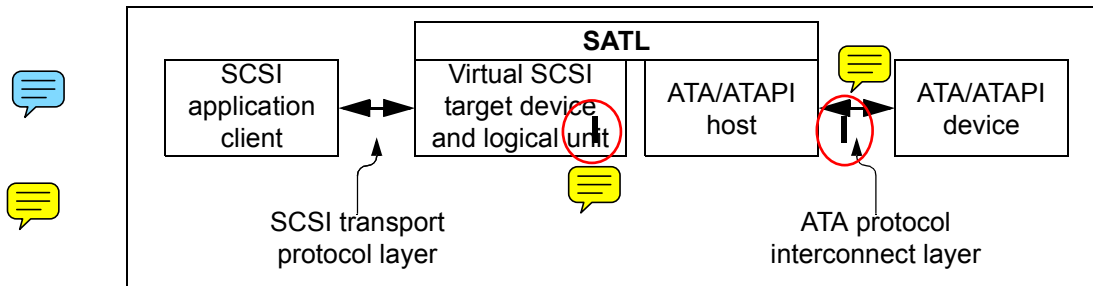 SATL
SCSI
application
client
Virtual SCSI
target device
and logical unit
ATA/ATAPI
host
ATA/ATAPI
device
SCSI transport
protocol layer
ATA protocol
interconnect layer